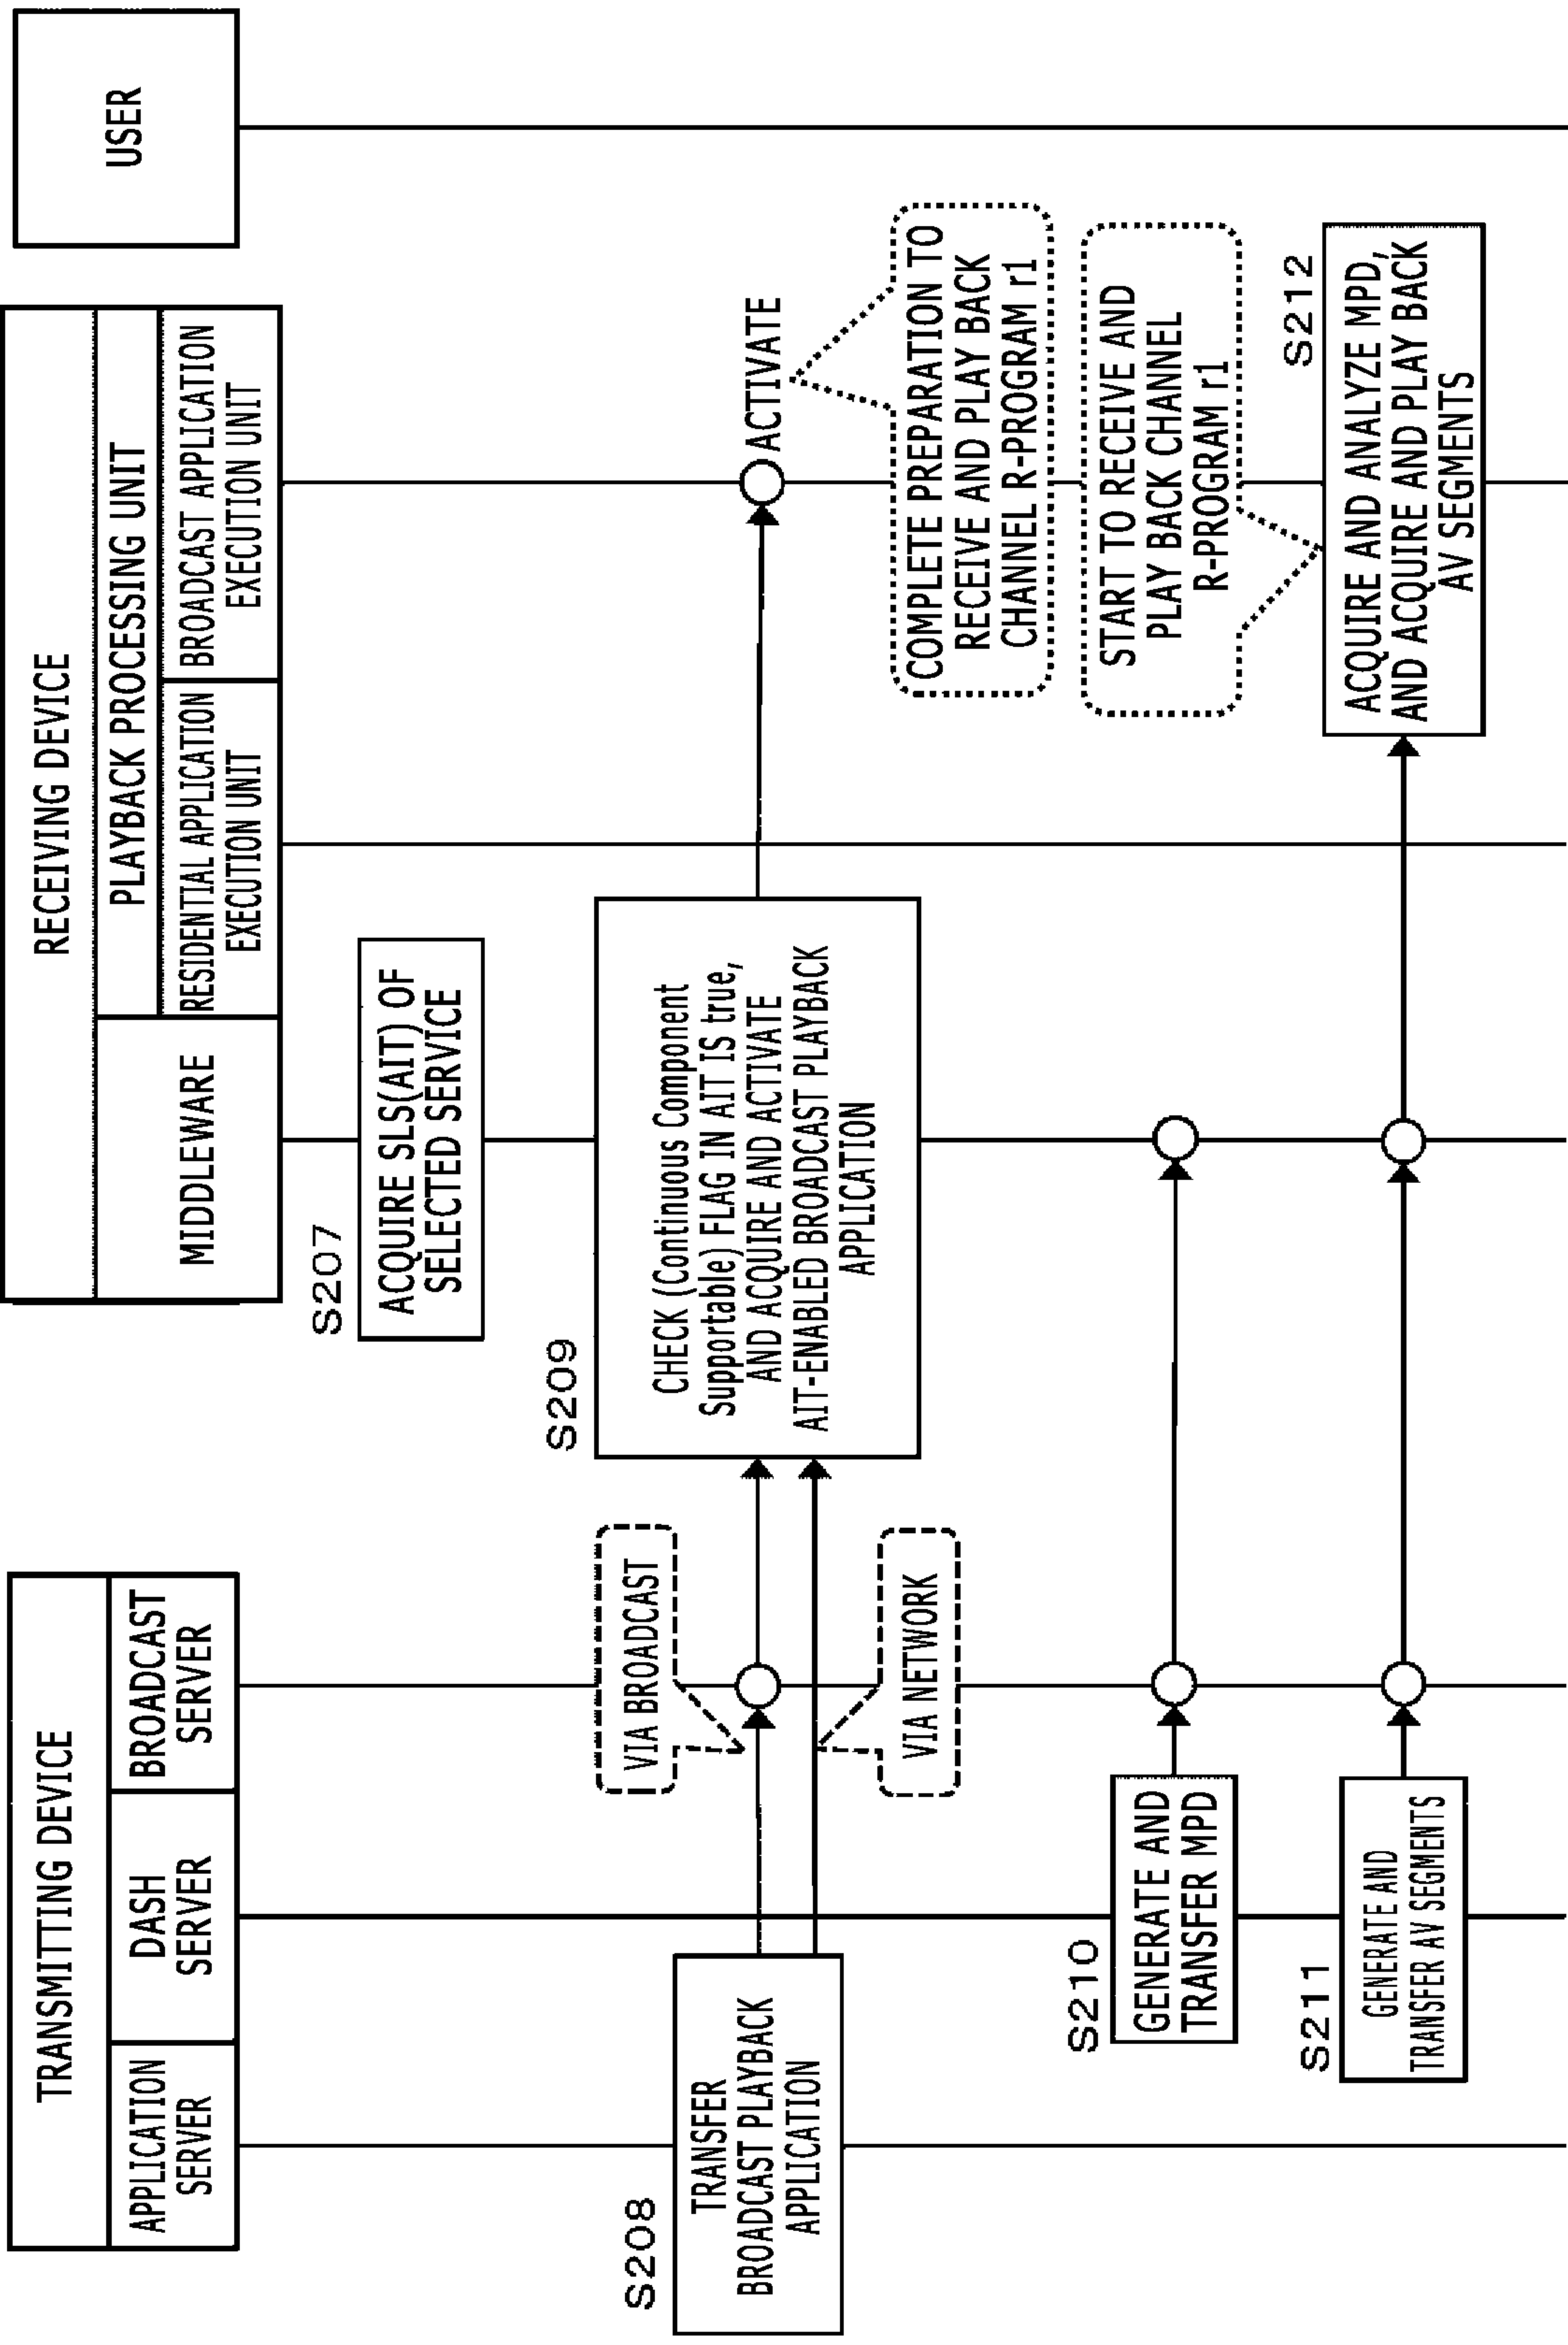 TRANSMITTING DEVICE
APPLICATION
SERVER
DASH
SERVER
BROADCAST
SERVER
RECEIVING DEVICE
MIDDLEWARE
PLAYBACK PROCESSING UNIT
RESIDENTIAL APPLICATION
EXECUTION UNIT
BROADCAST APPLICATION
EXECUTION UNIT
USER
S207
ACQUIRE SLS(AIT) OF
SELECTED SERVICE
S208
TRANSFER
BROADCAST PLAYBACK
APPLICATION
VIA BROADCAST
VIA NETWORK
S209
CHECK (Continuous Component
Supportable) FLAG IN AIT IS true,
AND ACQUIRE AND ACTIVATE
AIT-ENABLED BROADCAST PLAYBACK
APPLICATION
ACTIVATE
COMPLETE PREPARATION TO
RECEIVE AND PLAY BACK
CHANNEL R-PROGRAM r1
S210
GENERATE AND
TRANSFER MPD
START TO RECEIVE AND
PLAY BACK CHANNEL
R-PROGRAM r1
S211
GENERATE AND
TRANSFER AV SEGMENTS
S212
ACQUIRE AND ANALYZE MPD,
AND ACQUIRE AND PLAY BACK
AV SEGMENTS